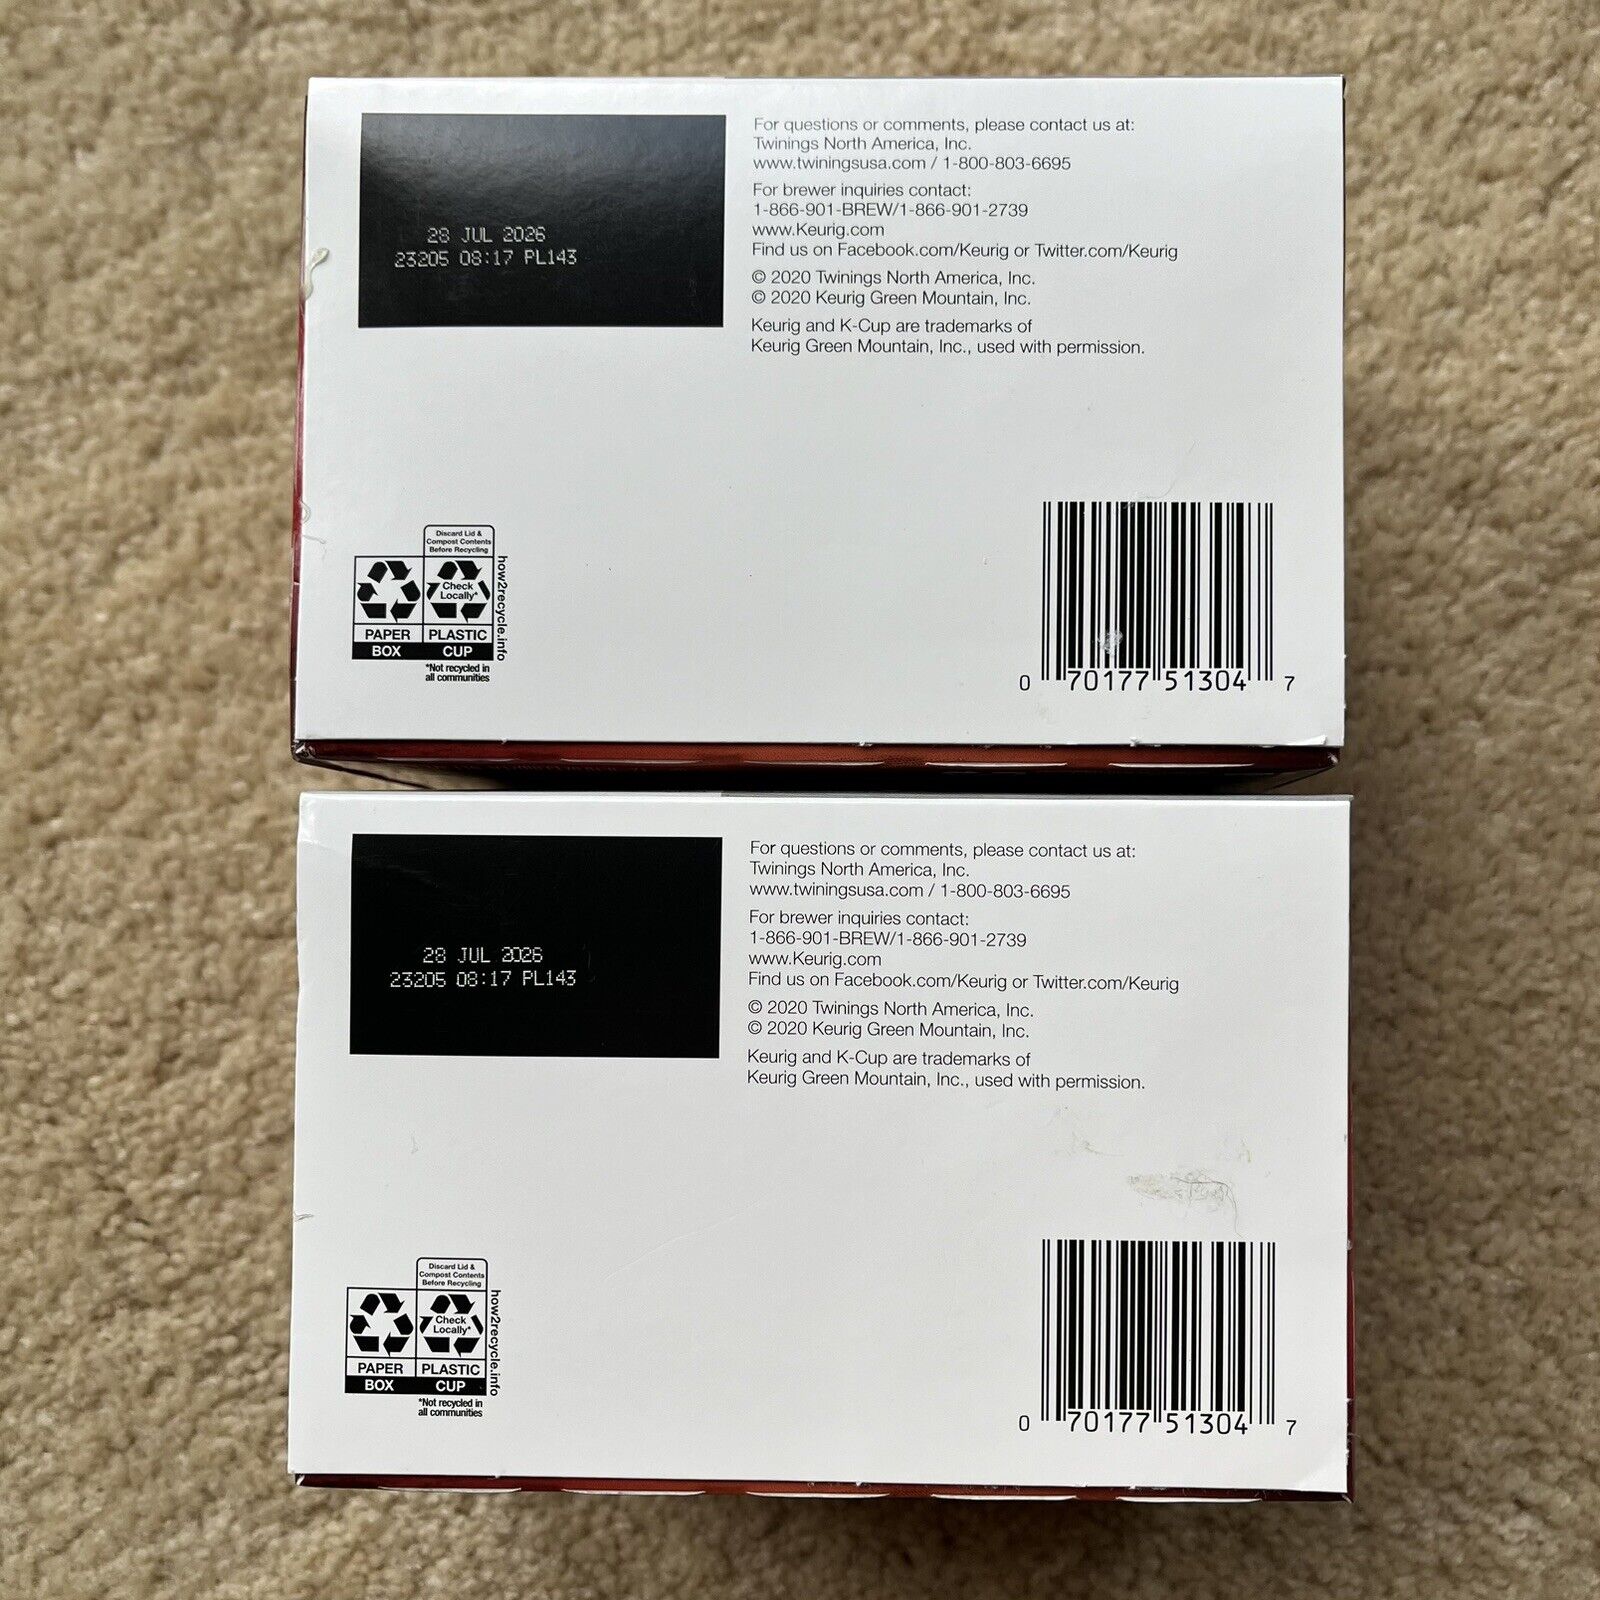 28 JUL 2026
23205 08:17 PL143
For questions or comments, please contact us at:
Twinings North America, Inc.
www.twiningsusa.com / 1-800-803-6695
For brewer inquiries contact:
1-866-901-BREW/1-866-901-2739
www.Keurig.com
Find us on Facebook.com/Keurig or Twitter.com/Keurig
© 2020 Twinings North America, Inc.
© 2020 Keurig Green Mountain, Inc.
Keurig and K-Cup are trademarks of
Keurig Green Mountain, Inc., used with permission.
Discard Lid &
Compost Contents
Before Recycling
Check
Locally*
PAPER
BOX
PLASTIC
CUP
*Not recycled in
all communities
how2recycle.info
0 70177 51304 7
28 JUL 2026
23205 08:17 PL143
For questions or comments, please contact us at:
Twinings North America, Inc.
www.twiningsusa.com / 1-800-803-6695
For brewer inquiries contact:
1-866-901-BREW/1-866-901-2739
www.Keurig.com
Find us on Facebook.com/Keurig or Twitter.com/Keurig
© 2020 Twinings North America, Inc.
© 2020 Keurig Green Mountain, Inc.
Keurig and K-Cup are trademarks of
Keurig Green Mountain, Inc., used with permission.
Discard Lid &
Compost Contents
Before Recycling
Check
Locally*
PAPER
BOX
PLASTIC
CUP
*Not recycled in
all communities
how2recycle.info
0 70177 51304 7